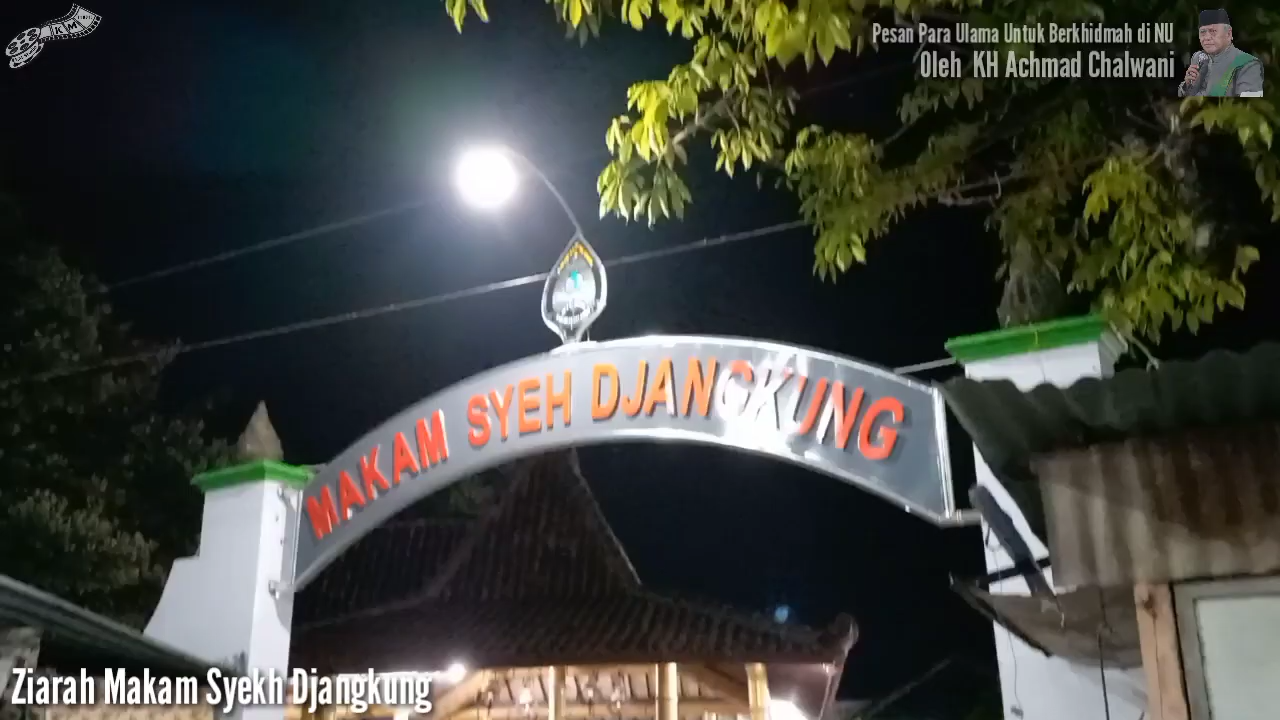 Pesan Para Ulama Untuk Berkhidmah di NU
Oleh KH Achmad Chalwani
MAKAM SYEH DJANGKUNG
Ziarah Makam Syekh Djangkung